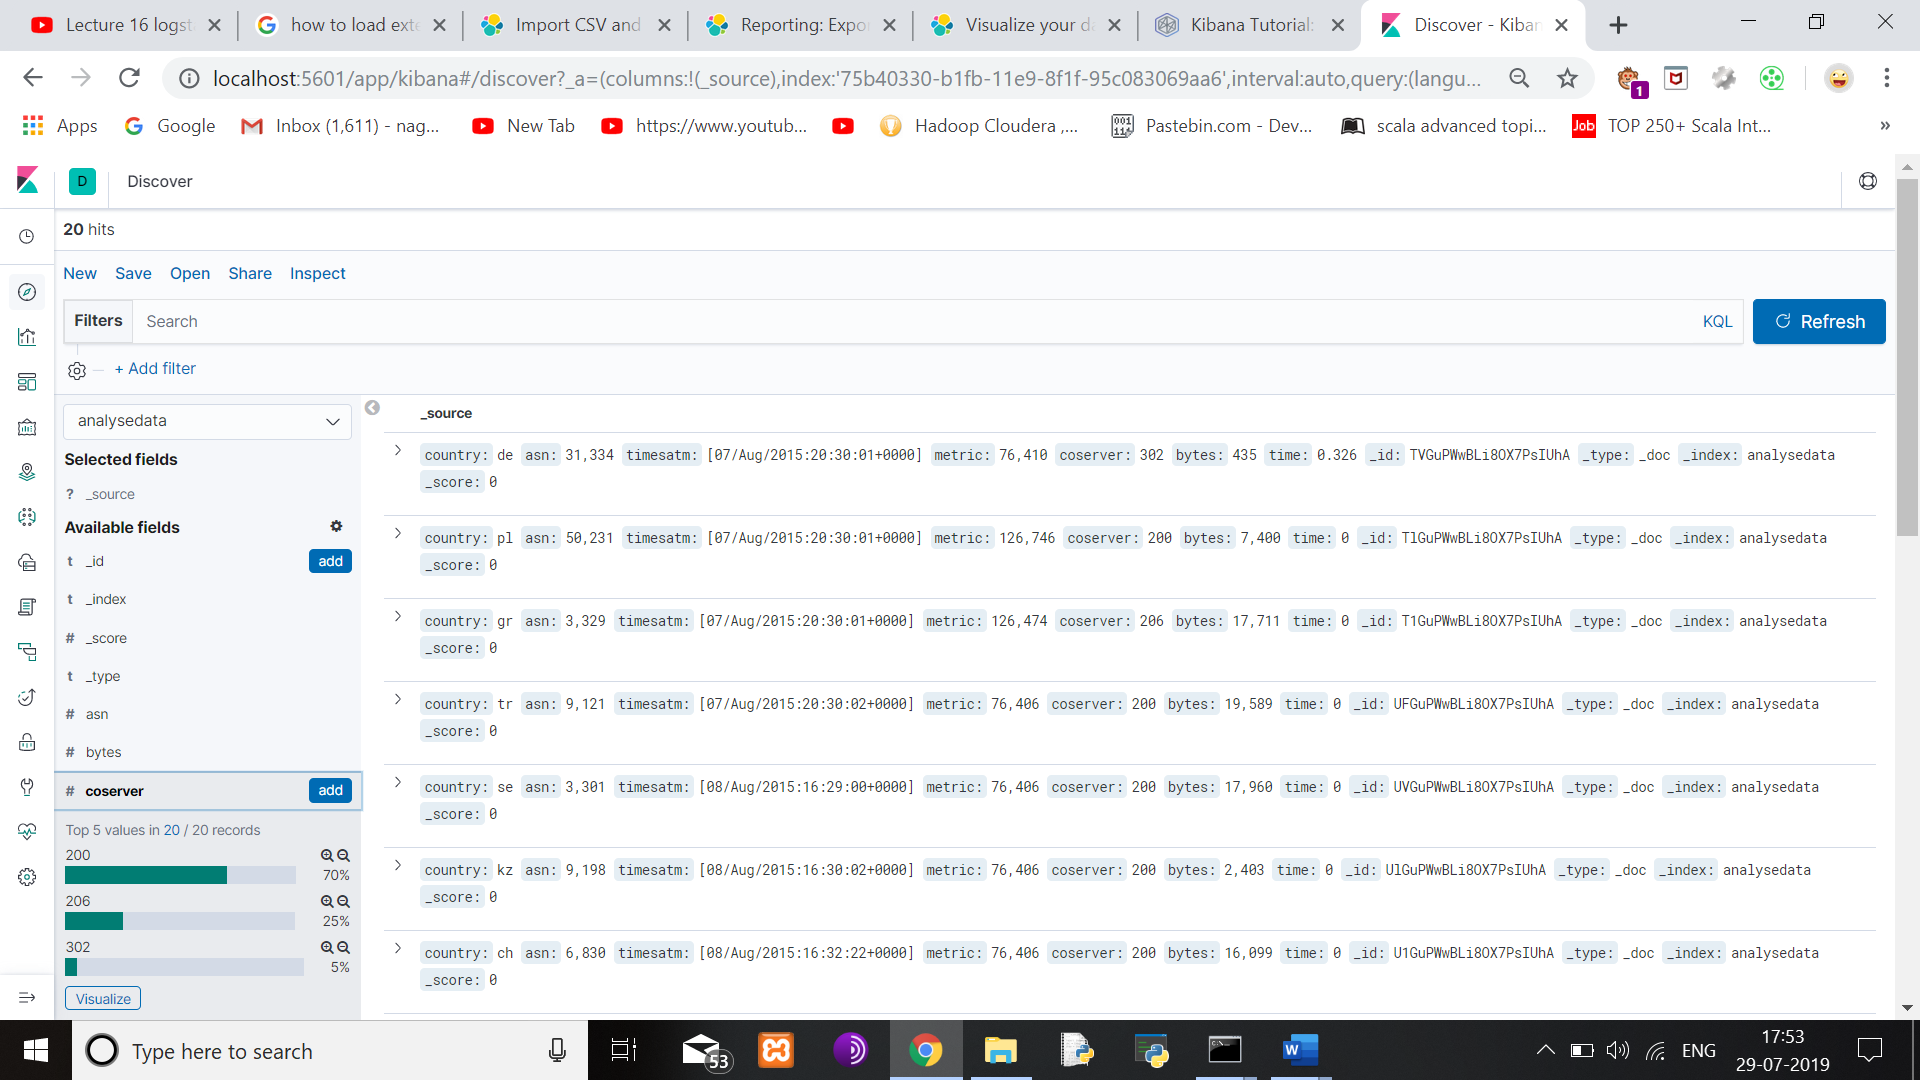 Lecture 16 logst
how to load exte
Import CSV and
Reporting: Expo
Visualize your da
Kibana Tutorial:
Discover - Kiban
localhost:5601/app/kibana#/discover?_a=(columns:!(_source),index:'75b40330-b1fb-11e9-8f1f-95c083069aa6',interval:auto,query:(langu...
1
Apps
Google
Inbox (1,611) - nag...
New Tab
https://www.youtub...
Hadoop Cloudera ,...
Pastebin.com - Dev...
scala advanced topi...
Job TOP 250+ Scala Int...
»
D Discover
20 hits
New Save Open Share Inspect
Filters Search KQL Refresh
+ Add filter
analysedata
Selected fields
? _source
Available fields
t _id add
t _index
# _score
t _type
# asn
# bytes
# coserver add
Top 5 values in 20 / 20 records
200
70%
206
25%
302
5%
Visualize
_source
country: de asn: 31,334 timesatm: [07/Aug/2015:20:30:01+0000] metric: 76,410 coserver: 302 bytes: 435 time: 0.326 _id: TVGuPWwBLi8OX7PsIUhA _type: _doc _index: analysedata
_score: 0
country: pl asn: 50,231 timesatm: [07/Aug/2015:20:30:01+0000] metric: 126,746 coserver: 200 bytes: 7,400 time: 0 _id: TlGuPWwBLi8OX7PsIUhA _type: _doc _index: analysedata
_score: 0
country: gr asn: 3,329 timesatm: [07/Aug/2015:20:30:01+0000] metric: 126,474 coserver: 206 bytes: 17,711 time: 0 _id: T1GuPWwBLi8OX7PsIUhA _type: _doc _index: analysedata
_score: 0
country: tr asn: 9,121 timesatm: [07/Aug/2015:20:30:02+0000] metric: 76,406 coserver: 200 bytes: 19,589 time: 0 _id: UFGuPWwBLi8OX7PsIUhA _type: _doc _index: analysedata
_score: 0
country: se asn: 3,301 timesatm: [08/Aug/2015:16:29:00+0000] metric: 76,406 coserver: 200 bytes: 17,960 time: 0 _id: UVGuPWwBLi8OX7PsIUhA _type: _doc _index: analysedata
_score: 0
country: kz asn: 9,198 timesatm: [08/Aug/2015:16:30:02+0000] metric: 76,406 coserver: 200 bytes: 2,403 time: 0 _id: UlGuPWwBLi8OX7PsIUhA _type: _doc _index: analysedata
_score: 0
country: ch asn: 6,830 timesatm: [08/Aug/2015:16:32:22+0000] metric: 76,406 coserver: 200 bytes: 16,099 time: 0 _id: U1GuPWwBLi8OX7PsIUhA _type: _doc _index: analysedata
_score: 0
Type here to search
53
ENG
17:53
29-07-2019